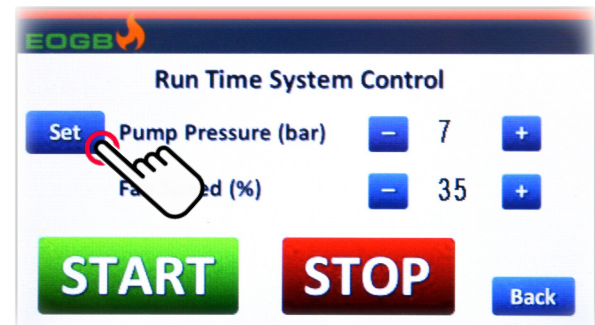 EOGB
Run Time System Control
Set Pump Pressure (bar) - 7 +
(%) - 35 +
START STOP Back